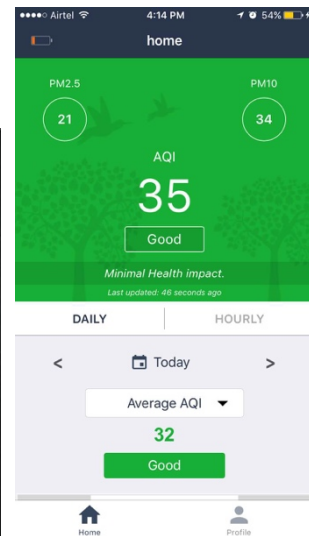 Airtel 4:14 PM 54%
home
PM2.5 PM10
21 34
AQI
35
Good
Minimal Health impact.
Last updated: 46 seconds ago
DAILY HOURLY
< Today >
Average AQI
32
Good
Home Profile